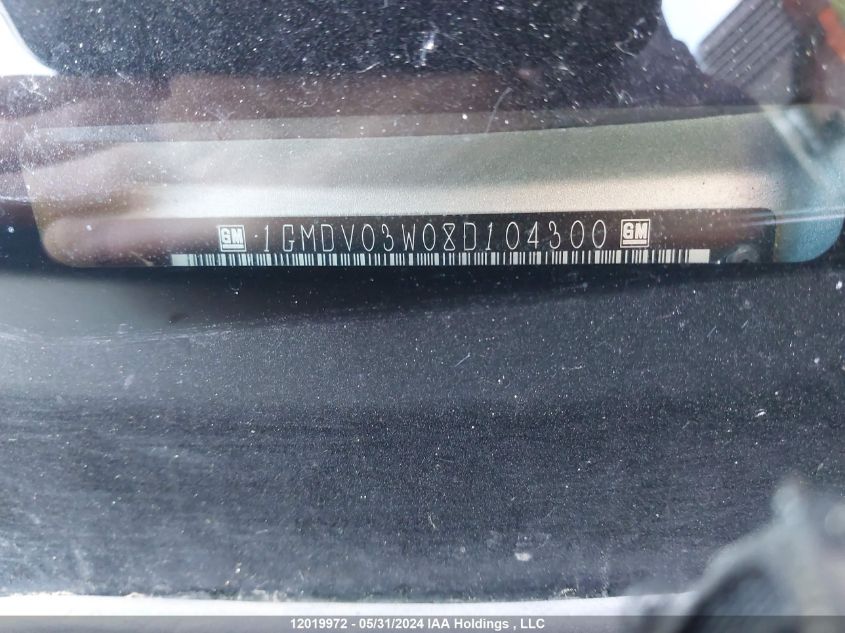 GM 1GMDV03W08D104300 GM
12019972 - 05/31/2024 IAA Holdings , LLC